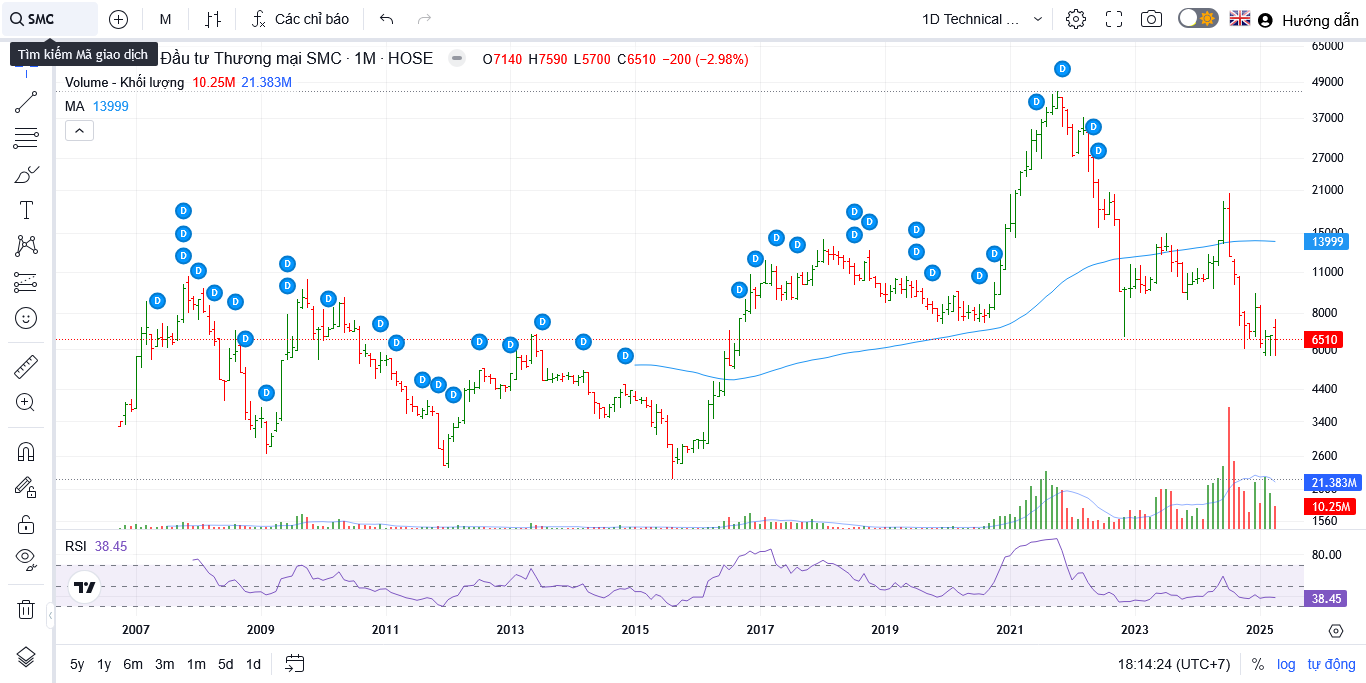 SMC M Các chỉ báo 1D Technical ... Hướng dẫn
Tìm kiếm Mã giao dịch Đầu tư Thương mại SMC · 1M · HOSE O7140 H7590 L5700 C6510 −200 (−2.98%)
Volume - Khối lượng 10.25M 21.383M
MA 13999
65000
49000
37000
27000
21000
15000
13999
11000
8000
6510
6000
4400
3400
2600
21.383M
10.25M
1560
D D D D D D D D D D D D D D D D D D D D D D D D D D D D D D D D D D D D D D D
RSI 38.45
80.00
38.45
2007 2009 2011 2013 2015 2017 2019 2021 2023 2025
5y 1y 6m 3m 1m 5d 1d 18:14:24 (UTC+7) % log tự động